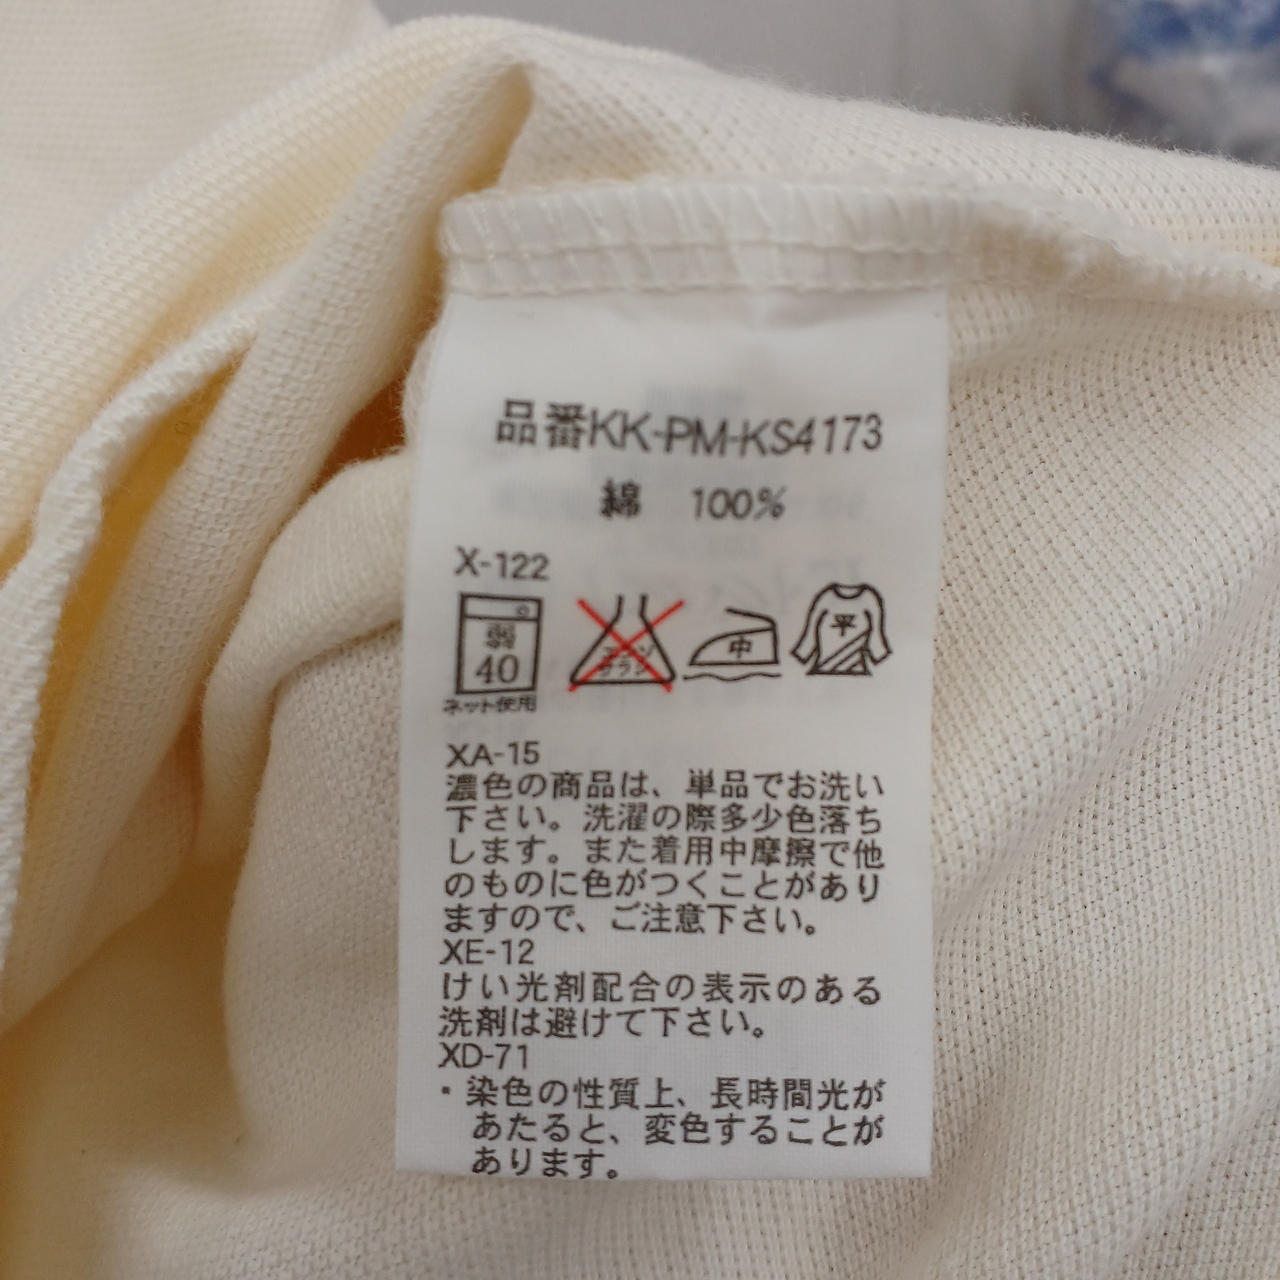 品番KK-PM-KS4173
綿 100%
X-122
弱
40
エンソ
サラシ
中
平
ネット使用
XA-15
濃色の商品は、単品でお洗い
下さい。洗濯の際多少色落ち
します。また着用中摩擦で他
のものに色がつくことがあり
ますので、ご注意下さい。
XE-12
けい光剤配合の表示のある
洗剤は避けて下さい。
XD-71
・染色の性質上、長時間光が
あたると、変色することが
あります。